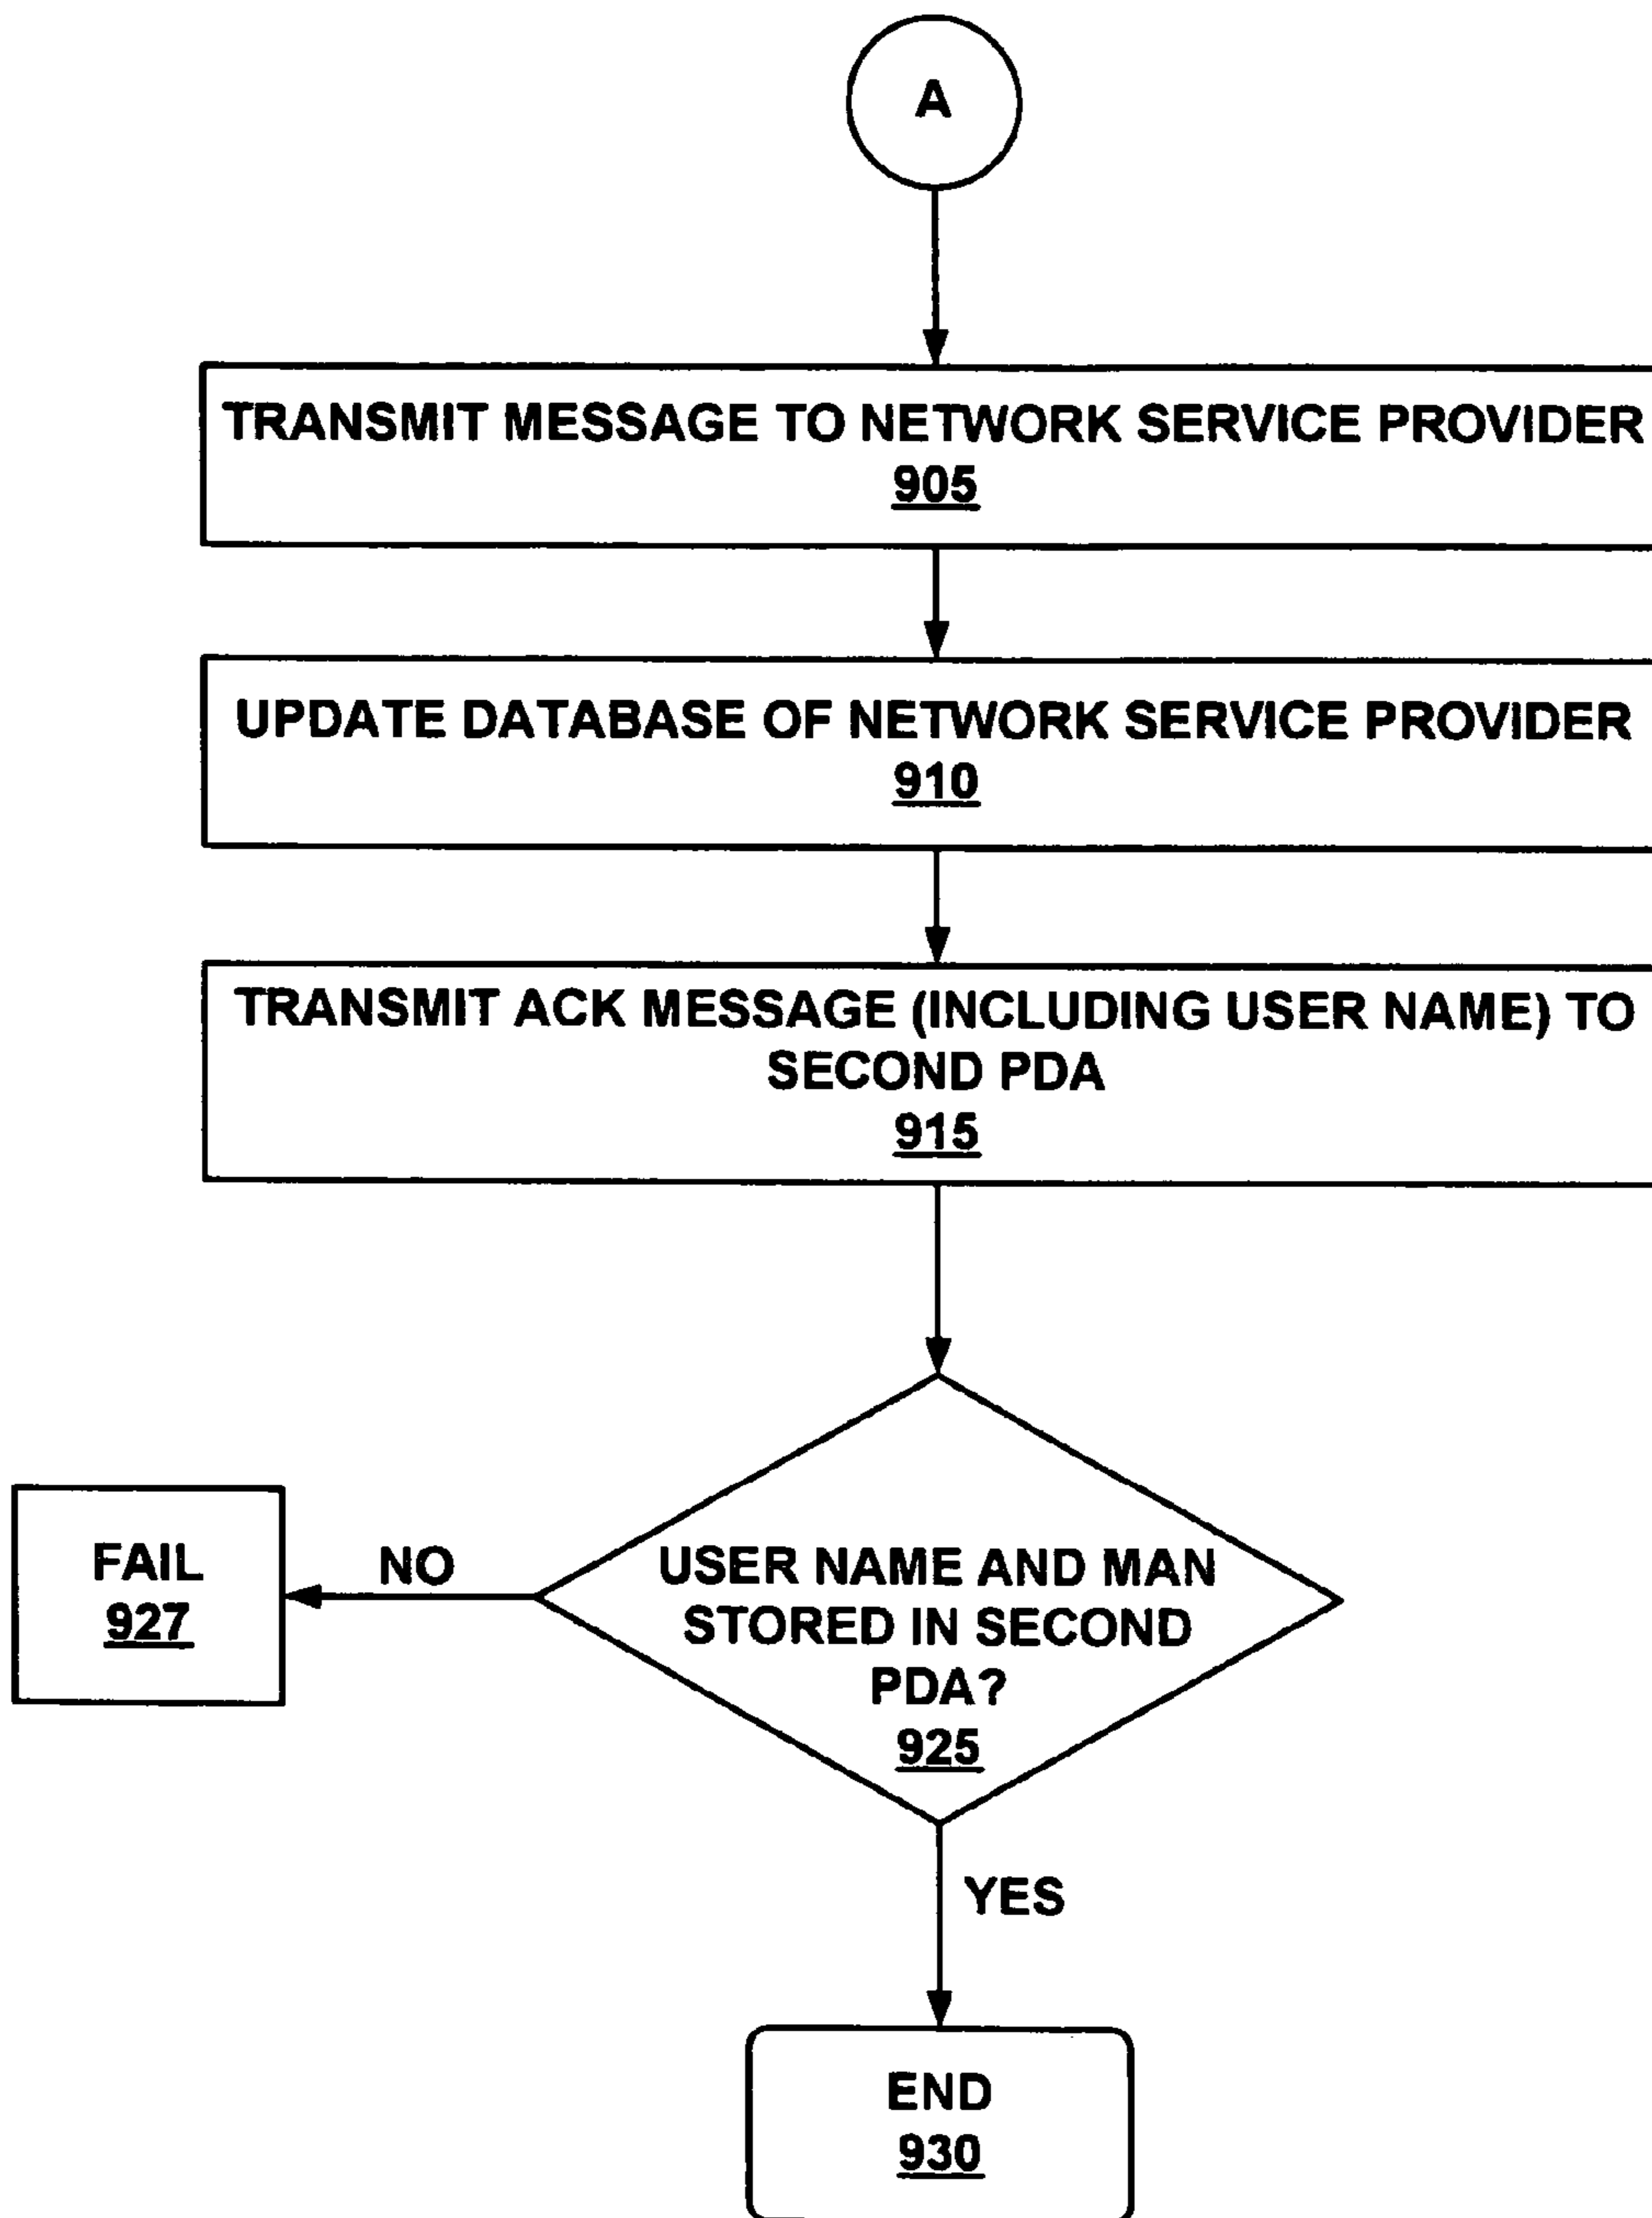 A
TRANSMIT MESSAGE TO NETWORK SERVICE PROVIDER
905
UPDATE DATABASE OF NETWORK SERVICE PROVIDER
910
TRANSMIT ACK MESSAGE (INCLUDING USER NAME) TO
SECOND PDA
915
USER NAME AND MAN
STORED IN SECOND
PDA?
925
NO
FAIL
927
YES
END
930